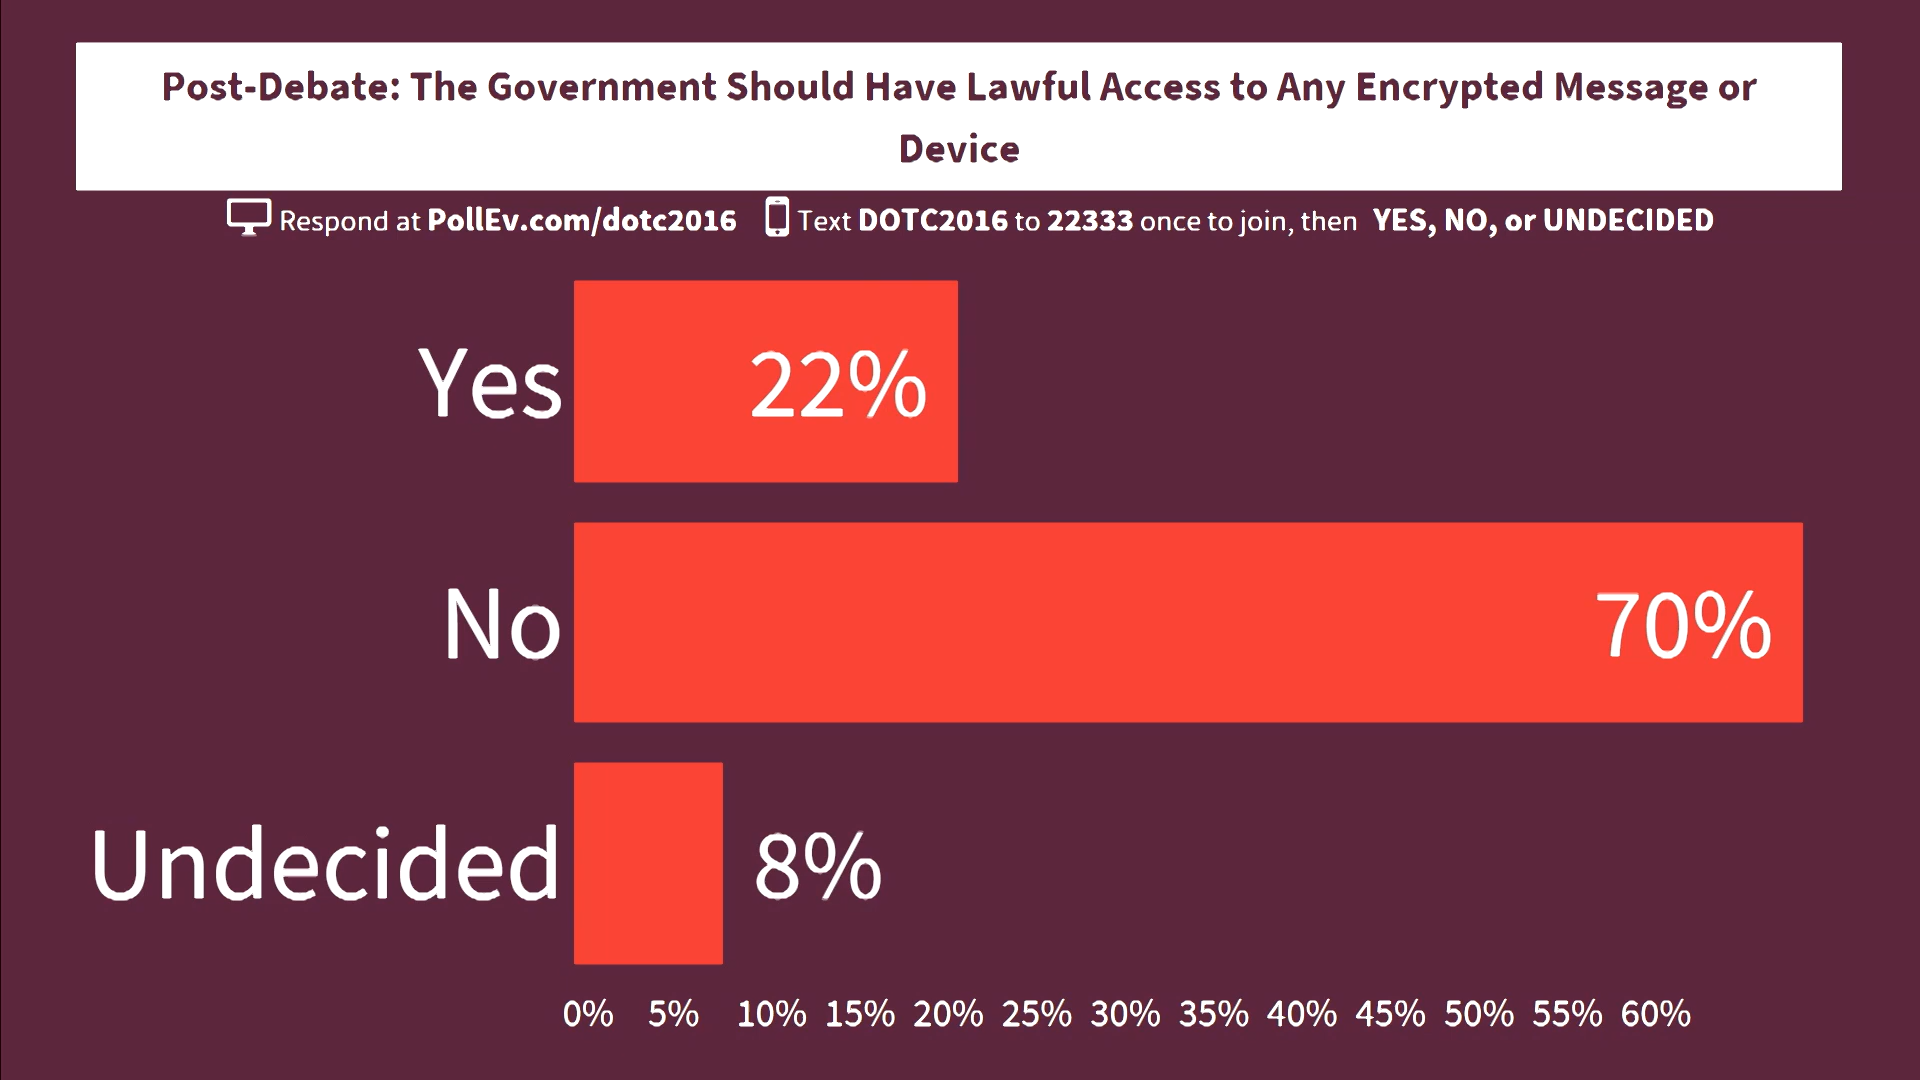 Post-Debate: The Government Should Have Lawful Access to Any Encrypted Message or
Device
Respond at PollEv.com/dotc2016 Text DOTC2016 to 22333 once to join, then YES, NO, or UNDECIDED
Yes 22%
No 70%
Undecided 8%
0% 5% 10% 15% 20% 25% 30% 35% 40% 45% 50% 55% 60%